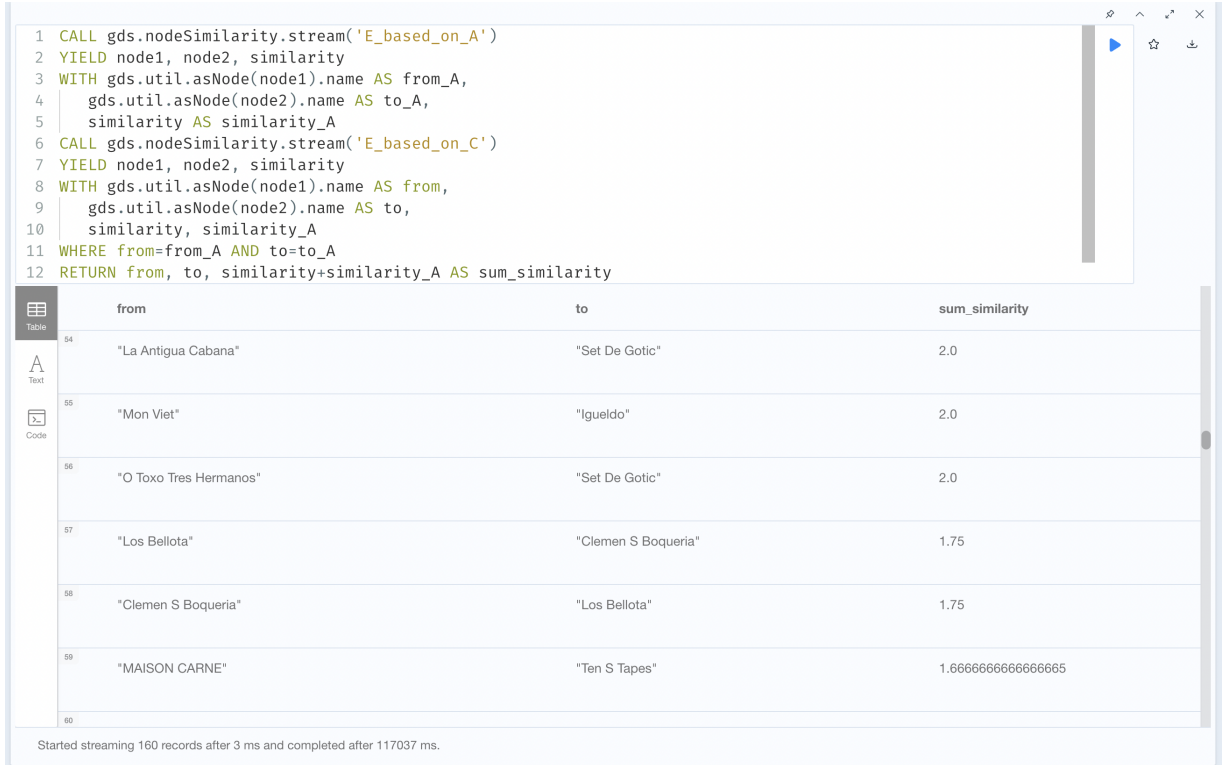 1 CALL gds.nodeSimilarity.stream('E_based_on_A')
2 YIELD node1, node2, similarity
3 WITH gds.util.asNode(node1).name AS from_A,
4 gds.util.asNode(node2).name AS to_A,
5 similarity AS similarity_A
6 CALL gds.nodeSimilarity.stream('E_based_on_C')
7 YIELD node1, node2, similarity
8 WITH gds.util.asNode(node1).name AS from,
9 gds.util.asNode(node2).name AS to,
10 similarity, similarity_A
11 WHERE from=from_A AND to=to_A
12 RETURN from, to, similarity+similarity_A AS sum_similarity
Table
Text
Code
from to sum_similarity
54 "La Antigua Cabana" "Set De Gotic" 2.0
55 "Mon Viet" "Igueldo" 2.0
56 "O Toxo Tres Hermanos" "Set De Gotic" 2.0
57 "Los Bellota" "Clemen S Boqueria" 1.75
58 "Clemen S Boqueria" "Los Bellota" 1.75
59 "MAISON CARNE" "Ten S Tapes" 1.6666666666666665
60
Started streaming 160 records after 3 ms and completed after 117037 ms.